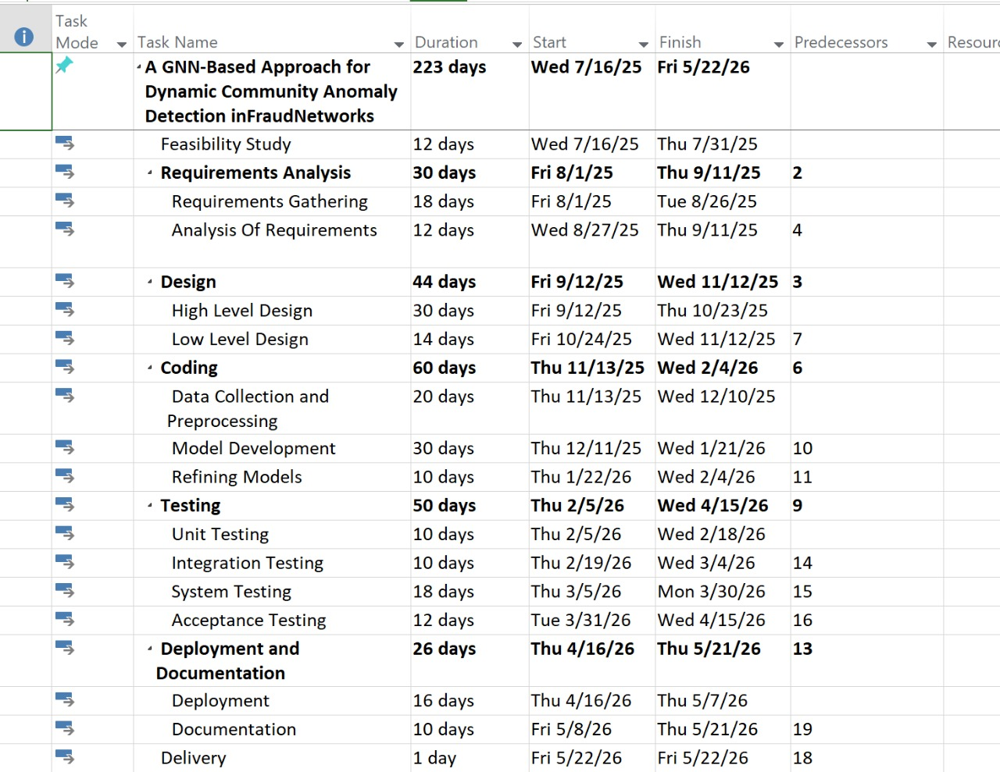 Task
Mode Task Name Duration Start Finish Predecessors Resour
A GNN-Based Approach for 223 days Wed 7/16/25 Fri 5/22/26
Dynamic Community Anomaly
Detection inFraudNetworks
Feasibility Study 12 days Wed 7/16/25 Thu 7/31/25
Requirements Analysis 30 days Fri 8/1/25 Thu 9/11/25 2
Requirements Gathering 18 days Fri 8/1/25 Tue 8/26/25
Analysis Of Requirements 12 days Wed 8/27/25 Thu 9/11/25 4
Design 44 days Fri 9/12/25 Wed 11/12/25 3
High Level Design 30 days Fri 9/12/25 Thu 10/23/25
Low Level Design 14 days Fri 10/24/25 Wed 11/12/25 7
Coding 60 days Thu 11/13/25 Wed 2/4/26 6
Data Collection and 20 days Thu 11/13/25 Wed 12/10/25
Preprocessing
Model Development 30 days Thu 12/11/25 Wed 1/21/26 10
Refining Models 10 days Thu 1/22/26 Wed 2/4/26 11
Testing 50 days Thu 2/5/26 Wed 4/15/26 9
Unit Testing 10 days Thu 2/5/26 Wed 2/18/26
Integration Testing 10 days Thu 2/19/26 Wed 3/4/26 14
System Testing 18 days Thu 3/5/26 Mon 3/30/26 15
Acceptance Testing 12 days Tue 3/31/26 Wed 4/15/26 16
Deployment and 26 days Thu 4/16/26 Thu 5/21/26 13
Documentation
Deployment 16 days Thu 4/16/26 Thu 5/7/26
Documentation 10 days Fri 5/8/26 Thu 5/21/26 19
Delivery 1 day Fri 5/22/26 Fri 5/22/26 18